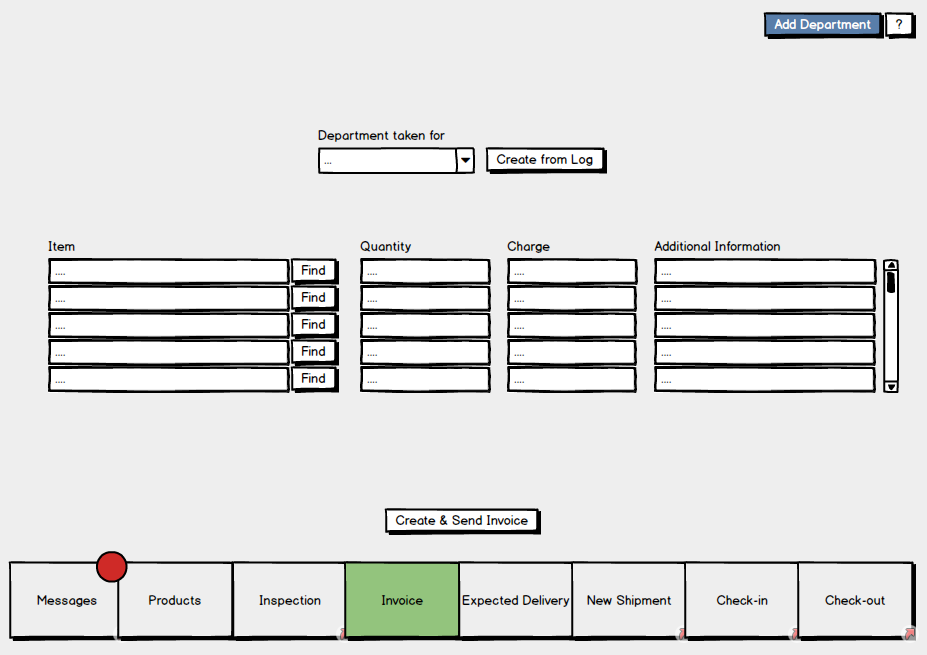 Add Department ?
Department taken for
...
Create from Log
Item Quantity Charge Additional Information
.... Find .... .... ....
.... Find .... .... ....
.... Find .... .... ....
.... Find .... .... ....
.... Find .... .... ....
Create & Send Invoice
Messages Products Inspection Invoice Expected Delivery New Shipment Check-in Check-out